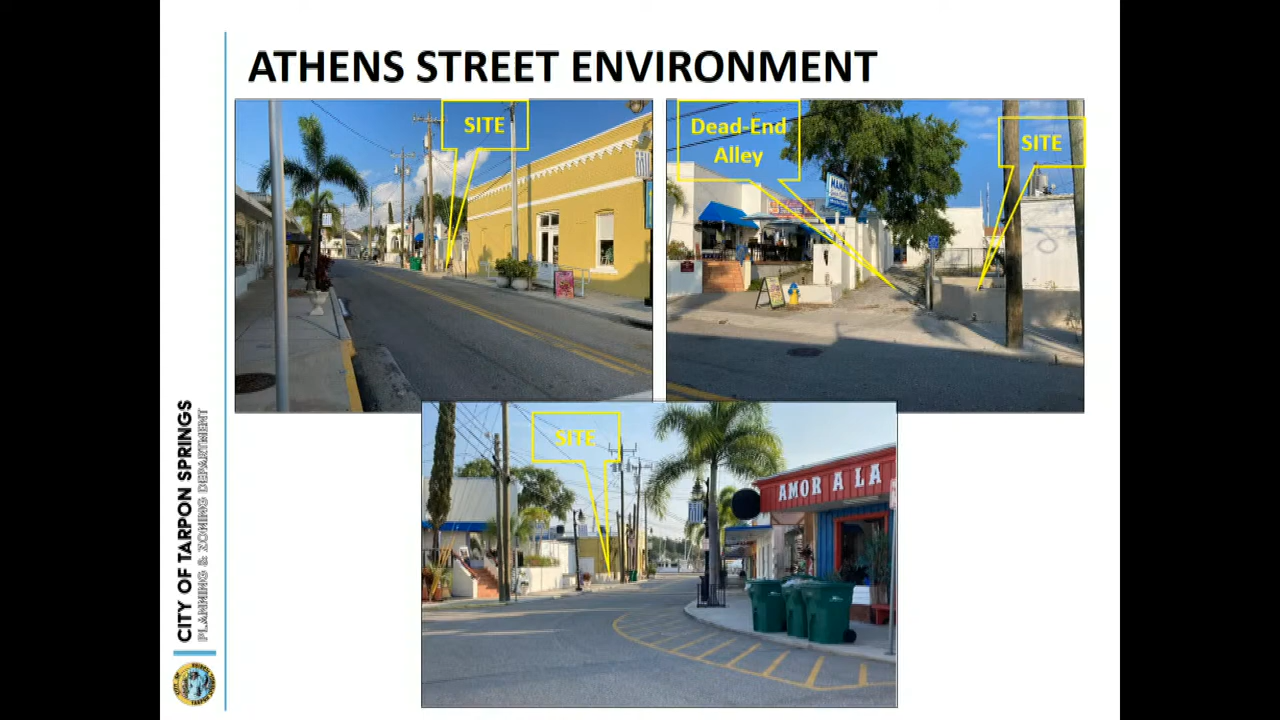 ATHENS STREET ENVIRONMENT
SITE
Dead-End
Alley
SITE
SITE
AMOR A LA
CITY OF TARPON SPRINGS
PLANNING & ZONING DEPARTMENT